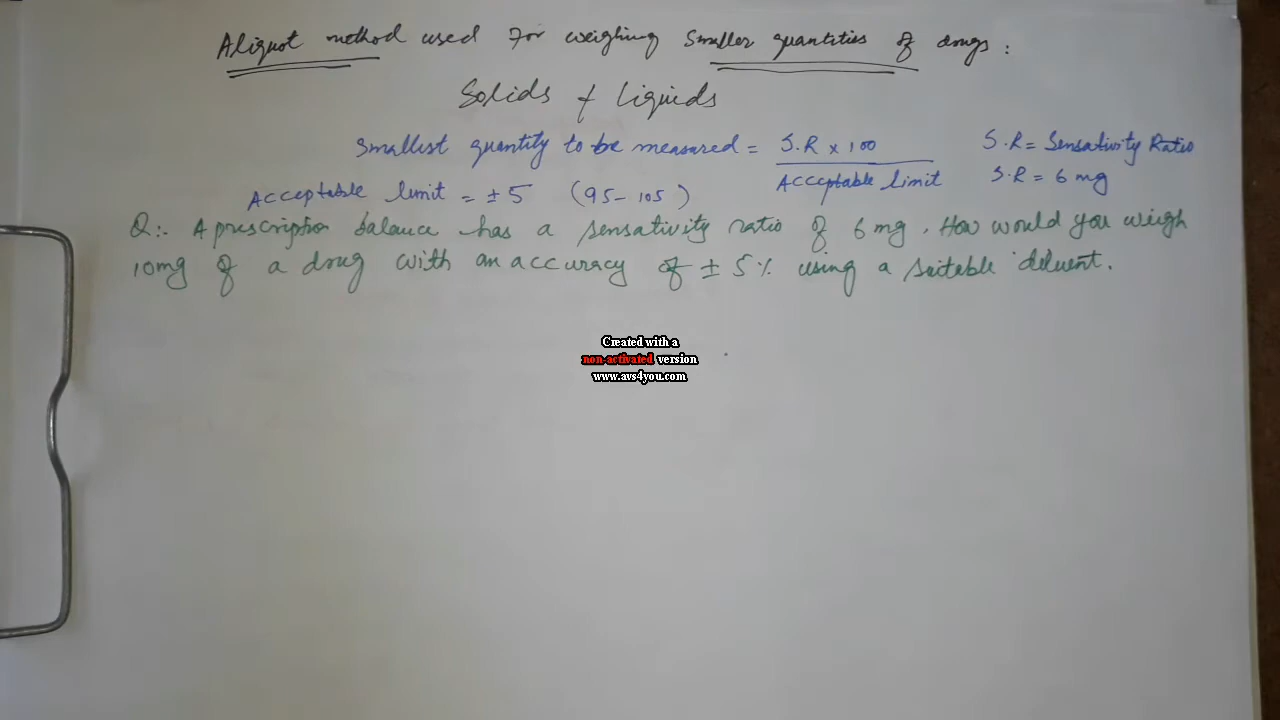 Aliquot method used for weighing smaller quantities of drugs :
Solids & Liquids
Smallest quantity to be measured = S.R x 100
Acceptable limit
S.R = Sensativity Ratio
S.R = 6 mg
Acceptable limit = ± 5 (95 - 105)
Q:. A prescription balance has a sensativity ratio of 6 mg. How would you weigh
10mg of a drug with an accuracy of ± 5 % using a suitable diluent.
Created with a
non-activated version
www.avs4you.com